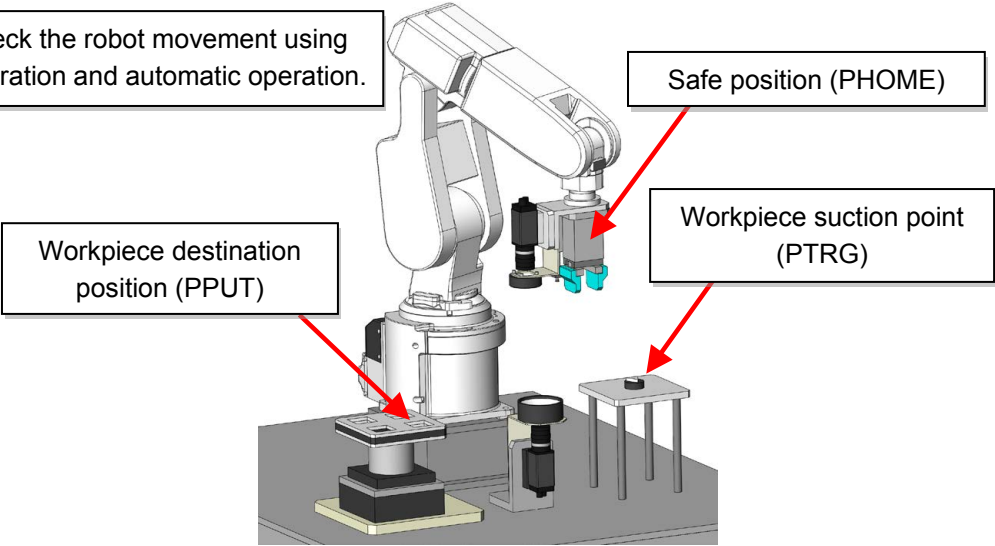 eck the robot movement using
ration and automatic operation.
Safe position (PHOME)
Workpiece suction point
(PTRG)
Workpiece destination
position (PPUT)